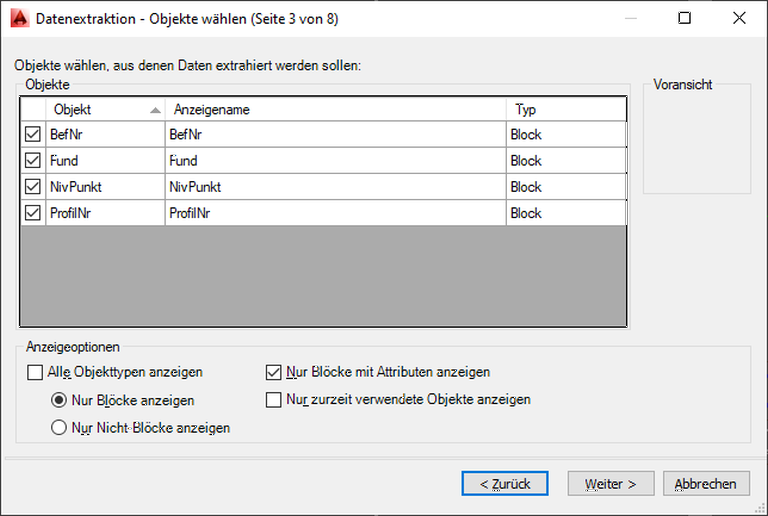 Datenextraktion - Objekte wählen (Seite 3 von 8)
Objekte wählen, aus denen Daten extrahiert werden sollen:
Objekte
Voransicht
Objekt Anzeigename Typ
BefNr BefNr Block
Fund Fund Block
NivPunkt NivPunkt Block
ProfilNr ProfilNr Block
Anzeigeoptionen
Alle Objekttypen anzeigen
Nur Blöcke mit Attributen anzeigen
Nur Blöcke anzeigen
Nur zurzeit verwendete Objekte anzeigen
Nur Nicht-Blöcke anzeigen
< Zurück Weiter > Abbrechen